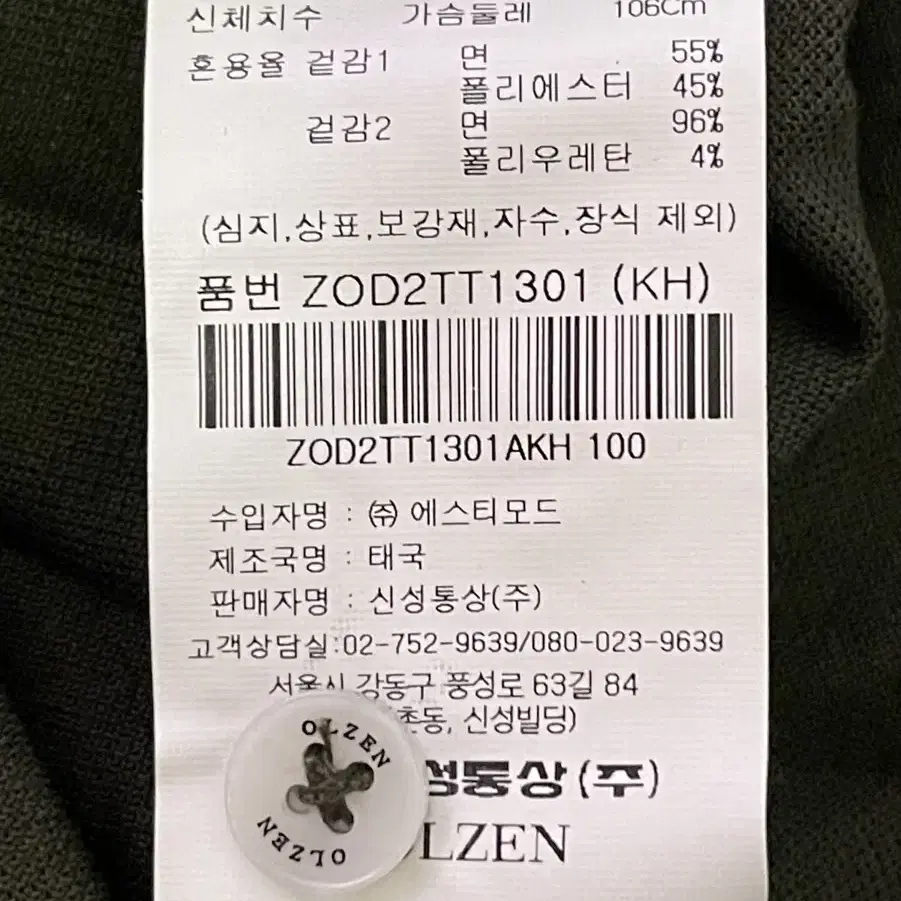 신체치수 가슴둘레 106Cm
혼용율 겉감1 면 55%
폴리에스터 45%
겉감2 면 96%
폴리우레탄 4%
(심지,상표,보강재,자수,장식 제외)
품번 ZOD2TT1301 (KH)
ZOD2TT1301AKH 100
수입자명 : ㈜ 에스티모드
제조국명 : 태국
판매자명 : 신성통상(주)
고객상담실:02-752-9639/080-023-9639
서울시 강동구 풍성로 63길 84
신성빌딩)
성통상(주)
LZEN
OLZEN
OLZEN